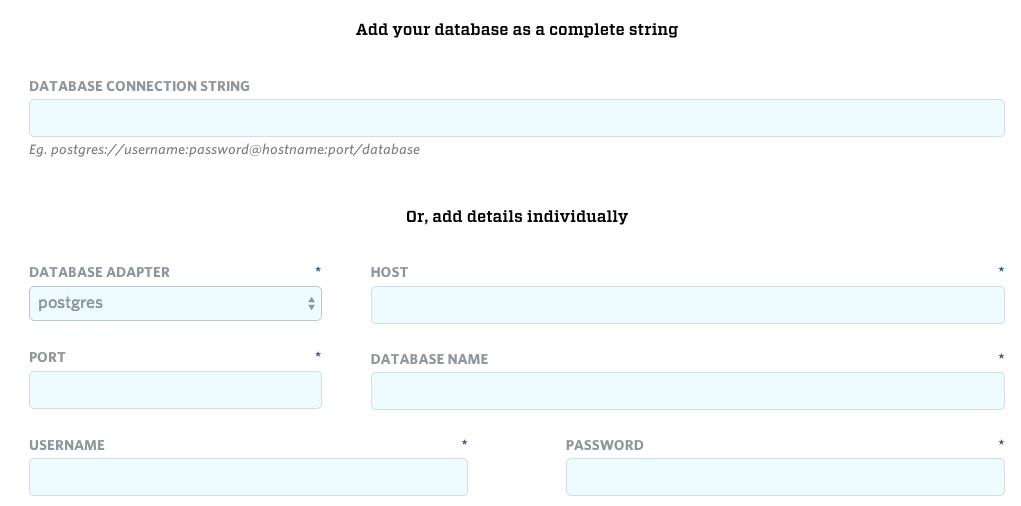 Add your database as a complete string
DATABASE CONNECTION STRING
Eg. postgres://username:password@hostname:port/database
Or, add details individually
DATABASE ADAPTER *
HOST *
postgres
PORT *
DATABASE NAME *
USERNAME *
PASSWORD *